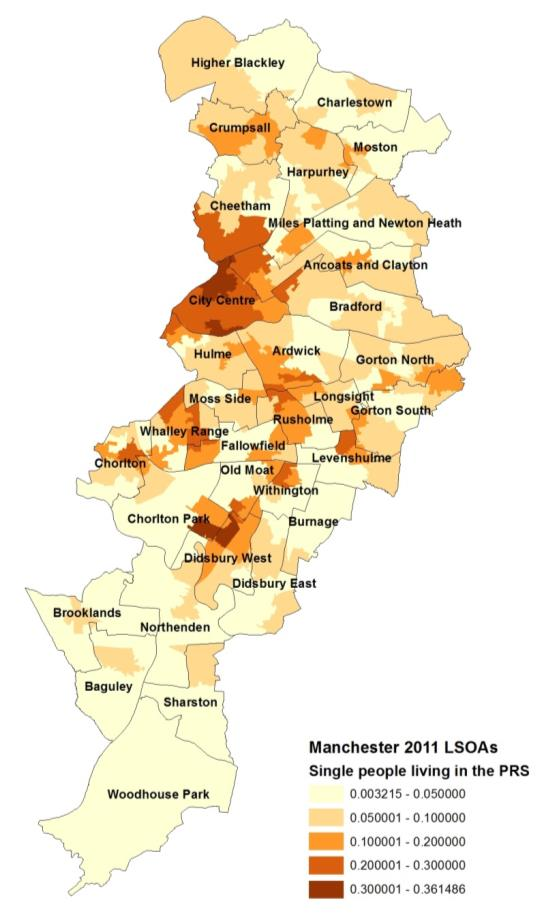 Higher Blackley
Charlestown
Crumpsall
Moston
Harpurhey
Cheetham
Miles Platting and Newton Heath
Ancoats and Clayton
City Centre
Bradford
Hulme
Ardwick
Gorton North
Moss Side
Longsight
Gorton South
Rusholme
Whalley Range
Fallowfield
Chorlton
Levenshulme
Old Moat
Withington
Chorlton Park
Burnage
Didsbury West
Didsbury East
Brooklands
Northenden
Baguley
Sharston
Woodhouse Park
Manchester 2011 LSOAs
Single people living in the PRS
0.003215 - 0.050000
0.050001 - 0.100000
0.100001 - 0.200000
0.200001 - 0.300000
0.300001 - 0.361486